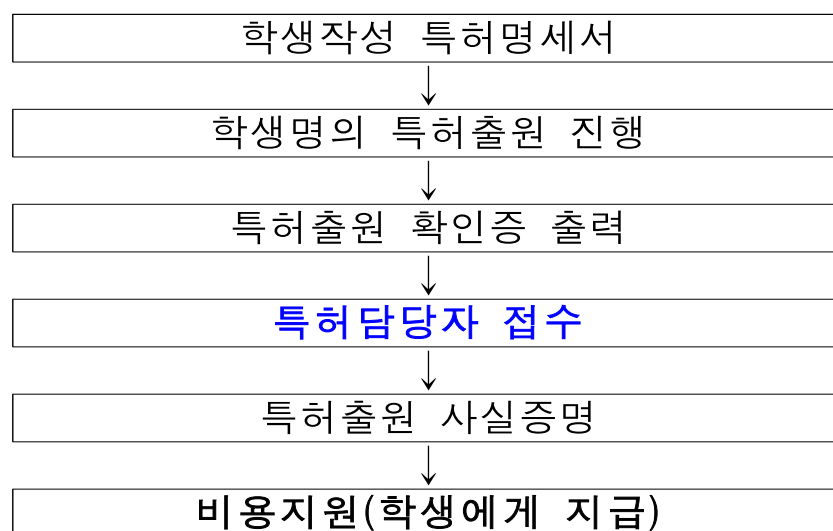 학생작성 특허명세서
학생명의 특허출원 진행
특허출원 확인증 출력
특허담당자 접수
특허출원 사실증명
비용지원(학생에게 지급)